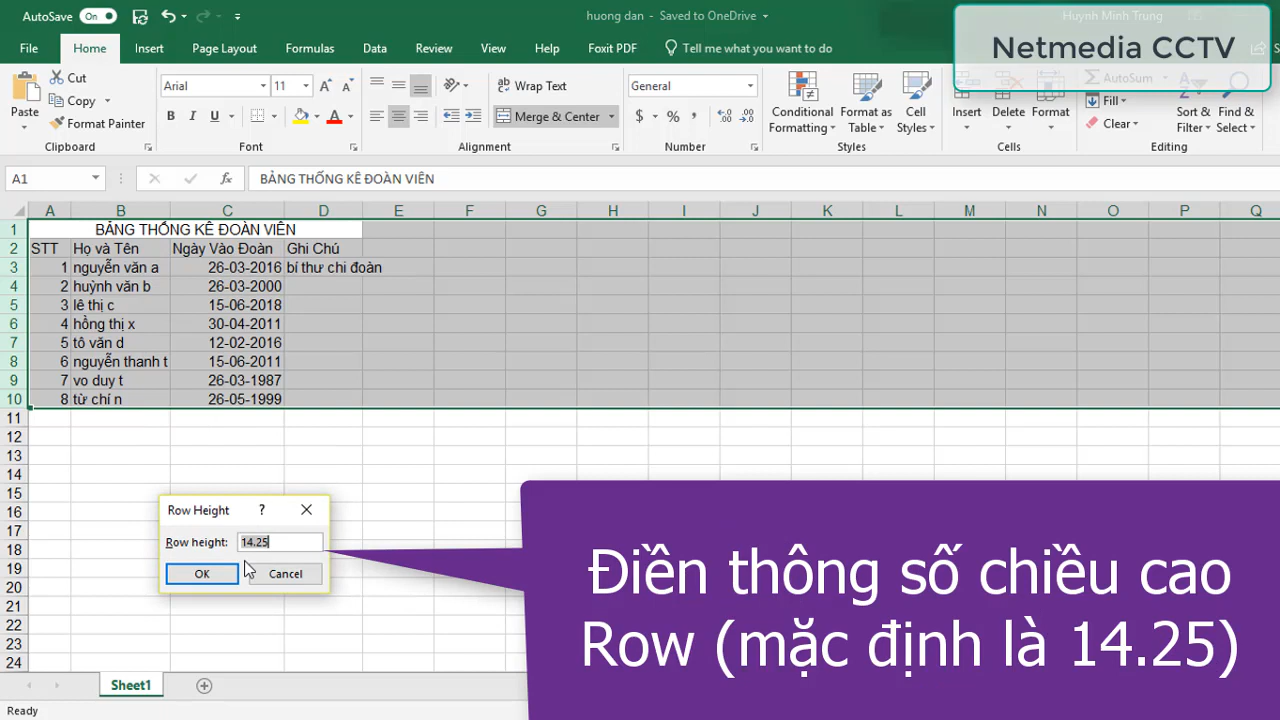 AutoSave On
huong dan - Saved to OneDrive
Huynh Minh Trung
Netmedia CCTV
File Home Insert Page Layout Formulas Data Review View Help Foxit PDF Tell me what you want to do
Cut
Copy
Format Painter
Paste
Clipboard
Arial 11
B I U
Font
Wrap Text
Merge & Center
Alignment
General
$ % ,
Number
Conditional Formatting
Format as Table
Cell Styles
Styles
Insert Delete Format
Cells
AutoSum
Fill
Clear
Sort & Filter
Find & Select
Editing
A1 fx BẢNG THỐNG KÊ ĐOÀN VIÊN
A B C D E F G H I J K L M N O P Q
1 BẢNG THỐNG KÊ ĐOÀN VIÊN
2 STT Họ và Tên Ngày Vào Đoàn Ghi Chú
3 1 nguyễn văn a 26-03-2016 bí thư chi đoàn
4 2 huỳnh văn b 26-03-2000
5 3 lê thị c 15-06-2018
6 4 hồng thị x 30-04-2011
7 5 tô văn d 12-02-2016
8 6 nguyễn thanh t 15-06-2011
9 7 vo duy t 26-03-1987
10 8 từ chí n 26-05-1999
11
12
13
14
15
16
17
18
19
20
21
22
23
24
Row Height ?
Row height: 14.25
OK Cancel
Điền thông số chiều cao
Row (mặc định là 14.25)
Sheet1
Ready